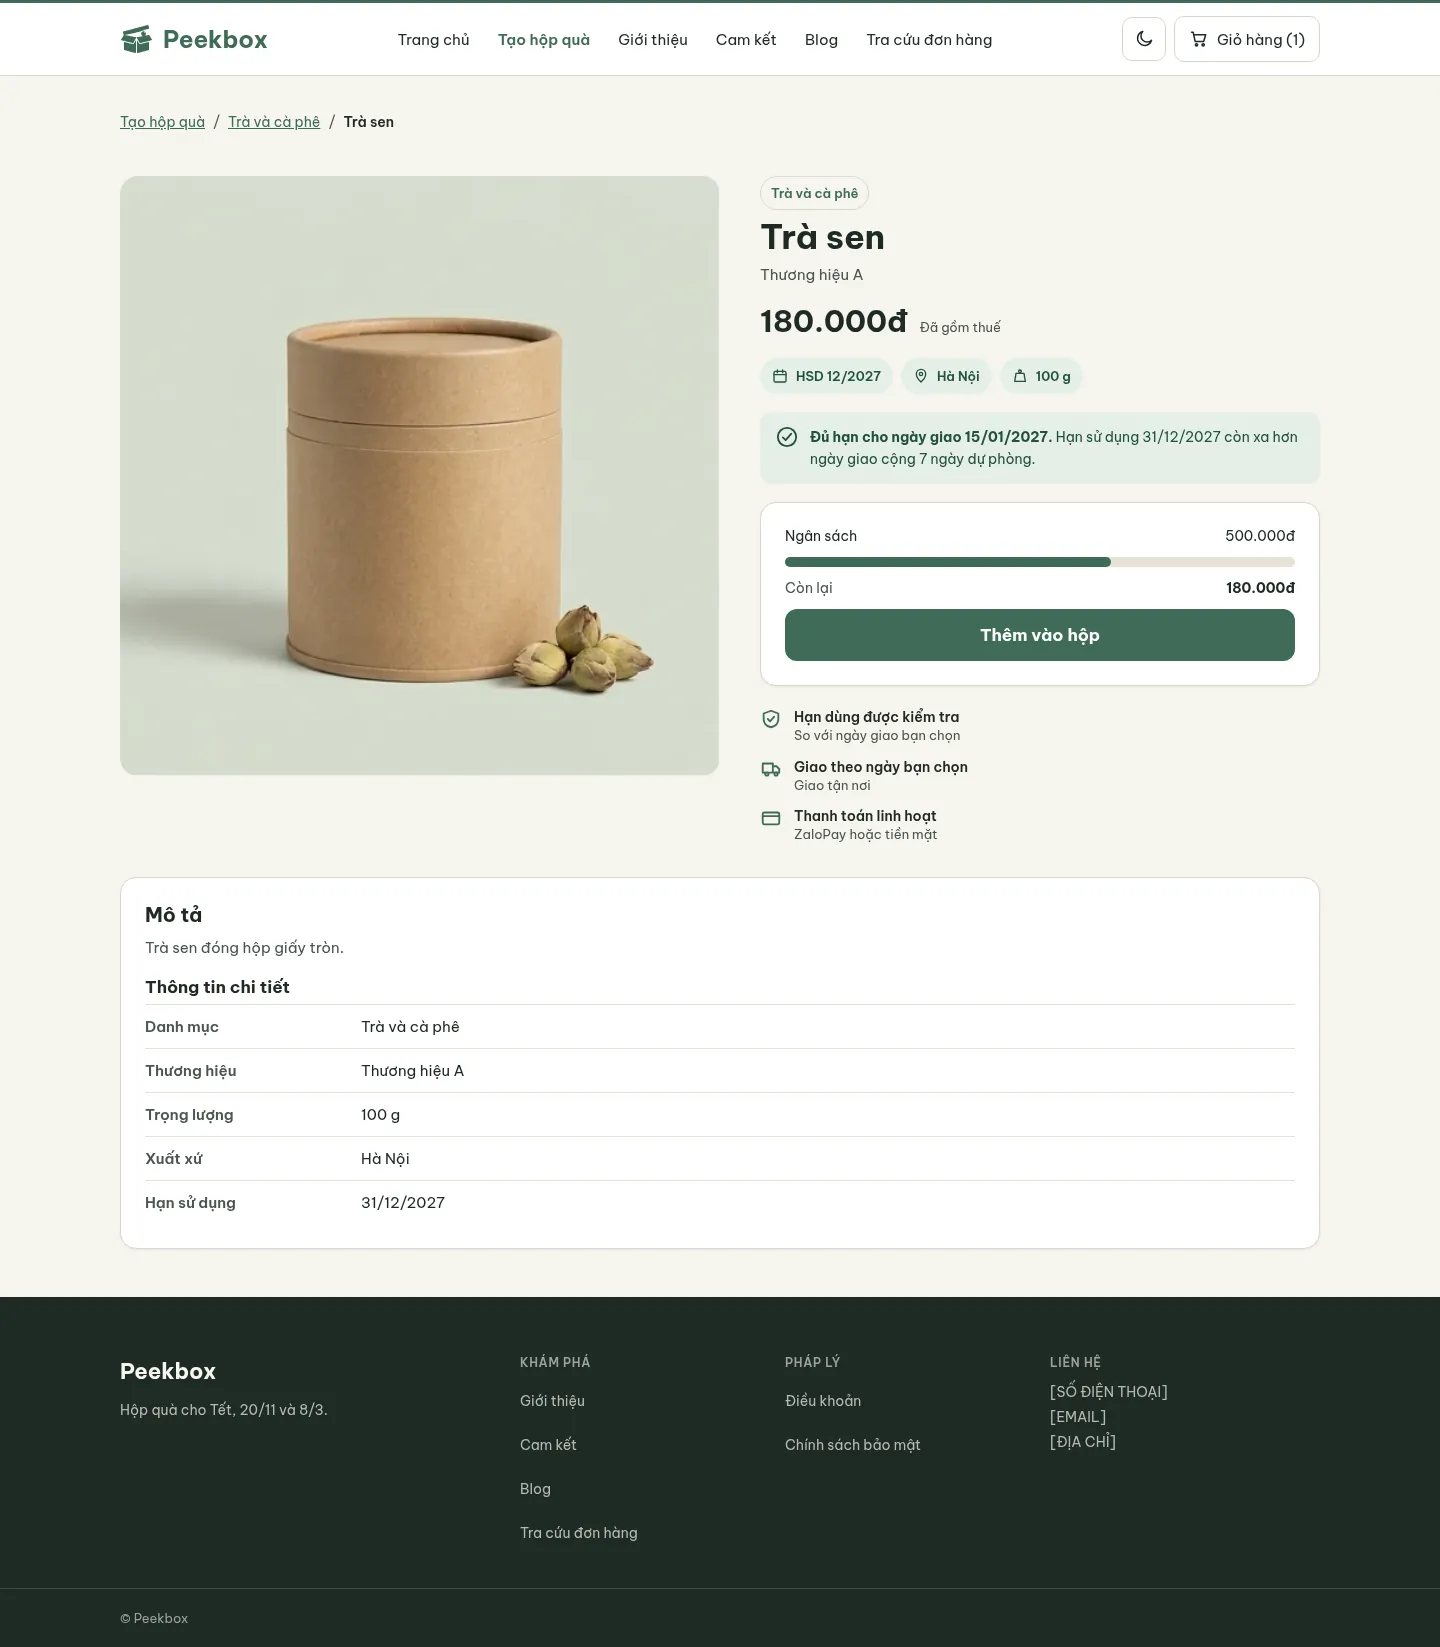 Peekbox
Trang chủ
Tạo hộp quà
Giới thiệu
Cam kết
Blog
Tra cứu đơn hàng
Giỏ hàng (1)
Tạo hộp quà / Trà và cà phê / Trà sen
Trà và cà phê
Trà sen
Thương hiệu A
180.000đ Đã gồm thuế
HSD 12/2027
Hà Nội
100 g
Đủ hạn cho ngày giao 15/01/2027. Hạn sử dụng 31/12/2027 còn xa hơn
ngày giao cộng 7 ngày dự phòng.
Ngân sách 500.000đ
Còn lại 180.000đ
Thêm vào hộp
Hạn dùng được kiểm tra
So với ngày giao bạn chọn
Giao theo ngày bạn chọn
Giao tận nơi
Thanh toán linh hoạt
ZaloPay hoặc tiền mặt
Mô tả
Trà sen đóng hộp giấy tròn.
Thông tin chi tiết
Danh mục Trà và cà phê
Thương hiệu Thương hiệu A
Trọng lượng 100 g
Xuất xứ Hà Nội
Hạn sử dụng 31/12/2027
Peekbox
Hộp quà cho Tết, 20/11 và 8/3.
KHÁM PHÁ
Giới thiệu
Cam kết
Blog
Tra cứu đơn hàng
PHÁP LÝ
Điều khoản
Chính sách bảo mật
LIÊN HỆ
[SỐ ĐIỆN THOẠI]
[EMAIL]
[ĐỊA CHỈ]
© Peekbox